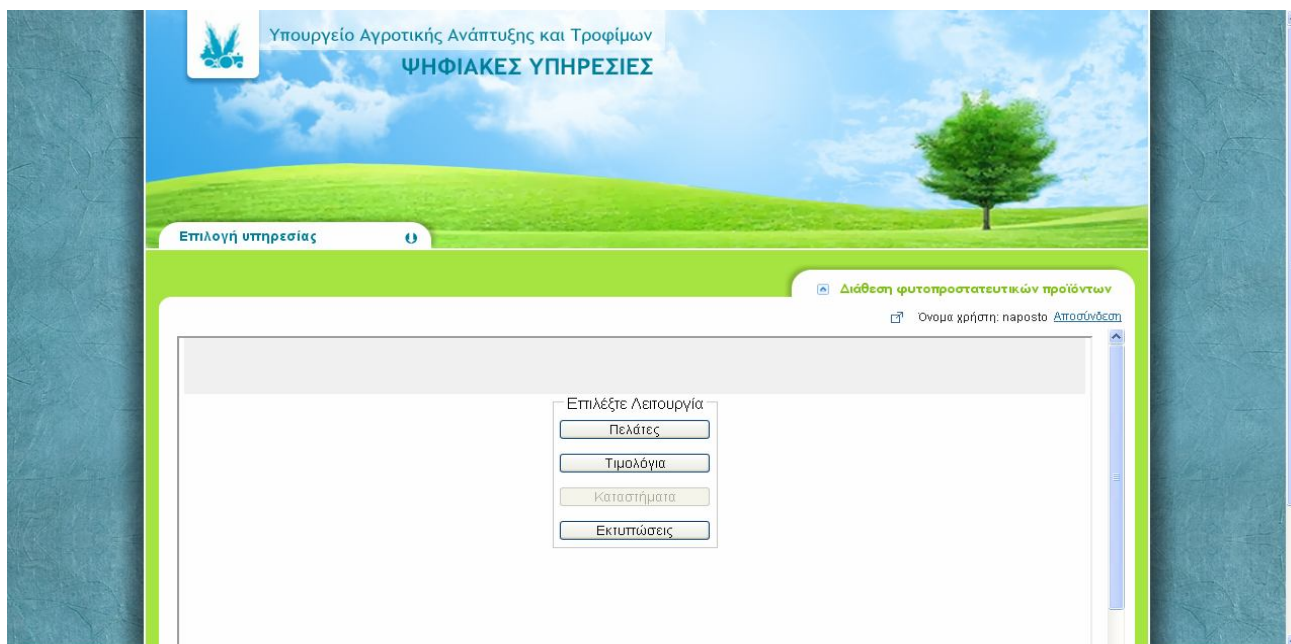 Υπουργείο Αγροτικής Ανάπτυξης και Τροφίμων
ΨΗΦΙΑΚΕΣ ΥΠΗΡΕΣΙΕΣ
Επιλογή υπηρεσίας
Διάθεση φυτοπροστατευτικών προϊόντων
Όνομα χρήστη: naposto Αποσύνδεση
Επιλέξτε Λειτουργία
Πελάτες
Τιμολόγια
Καταστήματα
Εκτυπώσεις